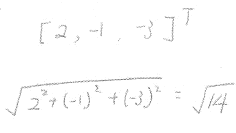 [2, -1, -3]ᵀ
√(2² + (-1)² + (-3)²) = √14